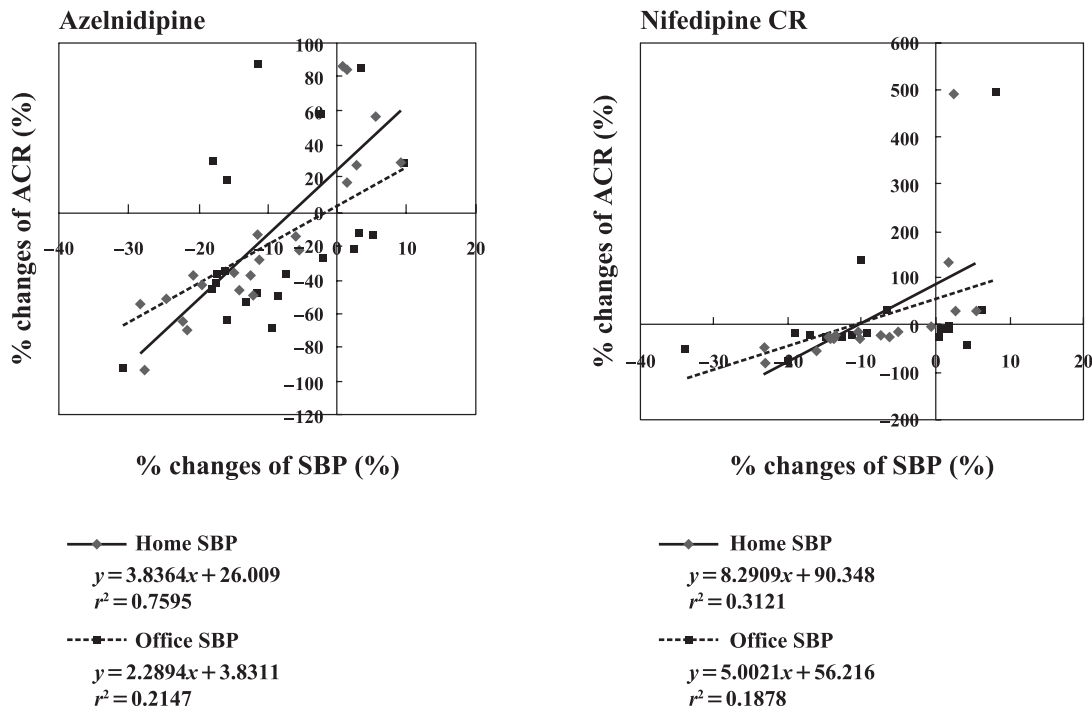 Azelnidipine
100
80
60
40
20
0
−40
−30
−20
−10
0
10
20
−20
−40
−60
−80
−100
−120
% changes of ACR (%)
% changes of SBP (%)
Home SBP
y=3.8364x+26.009
r²=0.7595
Office SBP
y=2.2894x+3.8311
r²=0.2147
Nifedipine CR
600
500
400
300
200
100
0
−40
−30
−20
−10
0
10
20
−100
−200
% changes of ACR (%)
% changes of SBP (%)
Home SBP
y=8.2909x+90.348
r²=0.3121
Office SBP
y=5.0021x+56.216
r²=0.1878